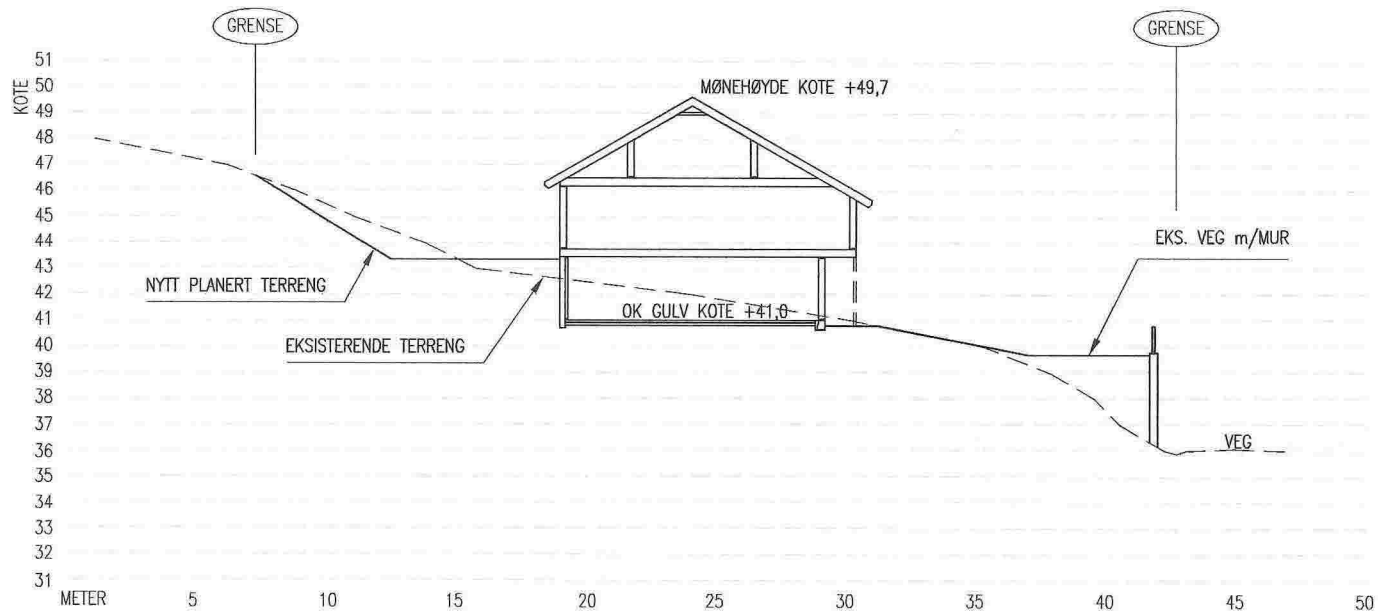 GRENSE
GRENSE
KOTE
51
50
49
48
47
46
45
44
43
42
41
40
39
38
37
36
35
34
33
32
31
MØNEHØYDE KOTE +49,7
EKS. VEG m/MUR
NYTT PLANERT TERRENG
OK GULV KOTE +41,0
EKSISTERENDE TERRENG
VEG
METER 5 10 15 20 25 30 35 40 45 50